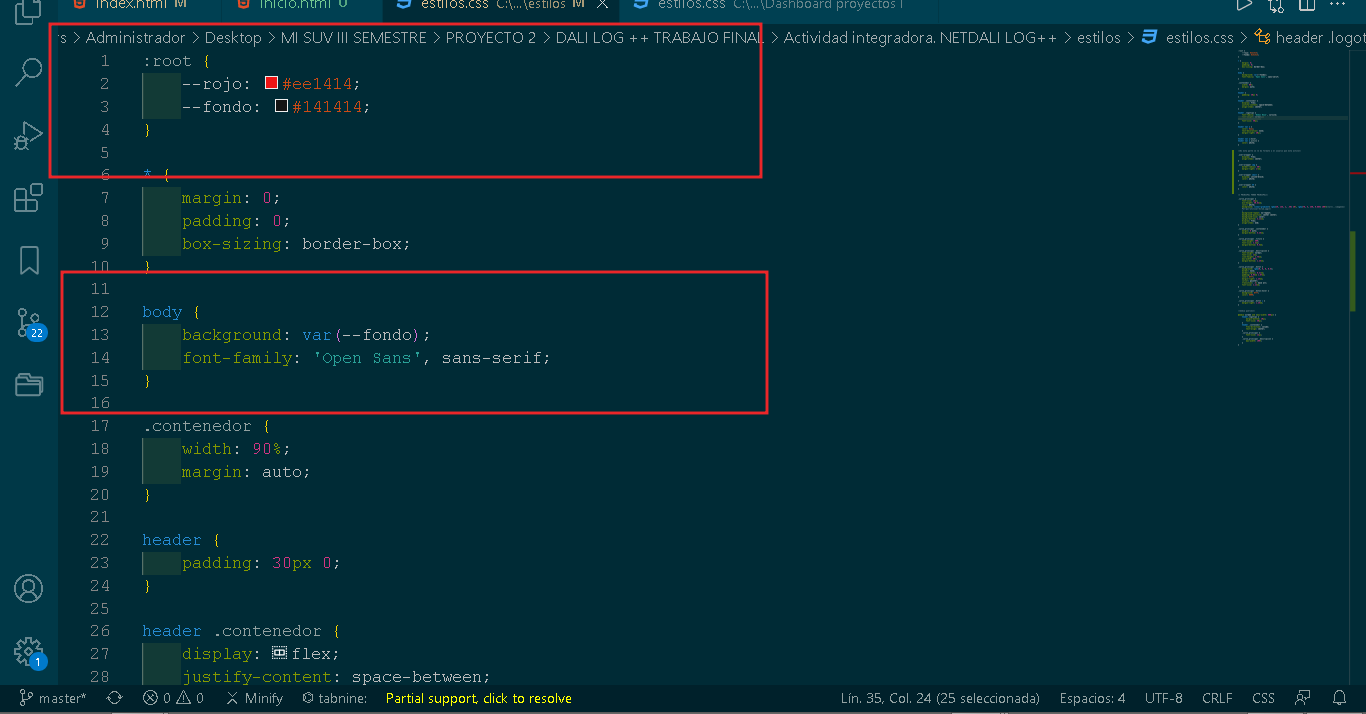 index.html M inicio.html U estilos.css C:\...\estilos M estilos.css C:\...\Dashboard proyectos I
rs > Administrador > Desktop > MI SUV III SEMESTRE > PROYECTO 2 > DALI LOG ++ TRABAJO FINAL > Actividad integradora. NETDALI LOG++ > estilos > estilos.css > header .logot
1 :root {
2 --rojo: #ee1414;
3 --fondo: #141414;
4 }
5
6 * {
7 margin: 0;
8 padding: 0;
9 box-sizing: border-box;
10 }
11
12 body {
13 background: var(--fondo);
14 font-family: 'Open Sans', sans-serif;
15 }
16
17 .contenedor {
18 width: 90%;
19 margin: auto;
20 }
21
22 header {
23 padding: 30px 0;
24 }
25
26 header .contenedor {
27 display: flex;
28 justify-content: space-between;
22
1
master* 0 0 Minify tabnine: Partial support, click to resolve Lín. 35, Col. 24 (25 seleccionada) Espacios: 4 UTF-8 CRLF CSS